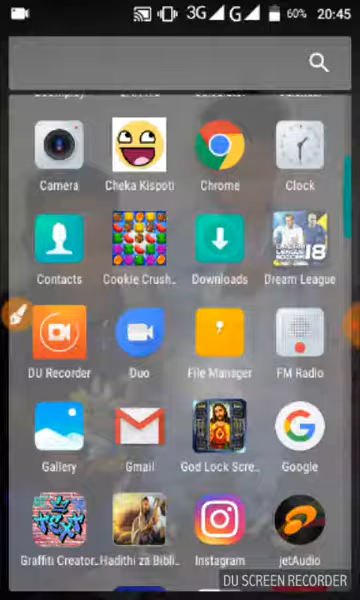 3G G 60% 20:45
Camera Cheka Kispoti Chrome Clock
18
Contacts Cookie Crush.. Downloads Dream League
DU Recorder Duo File Manager FM Radio
Gallery Gmail God Lock Scre.. Google
TEXT
Graffiti Creator.. Hadithi za Bibli.. Instagram jetAudio
DU SCREEN RECORDER